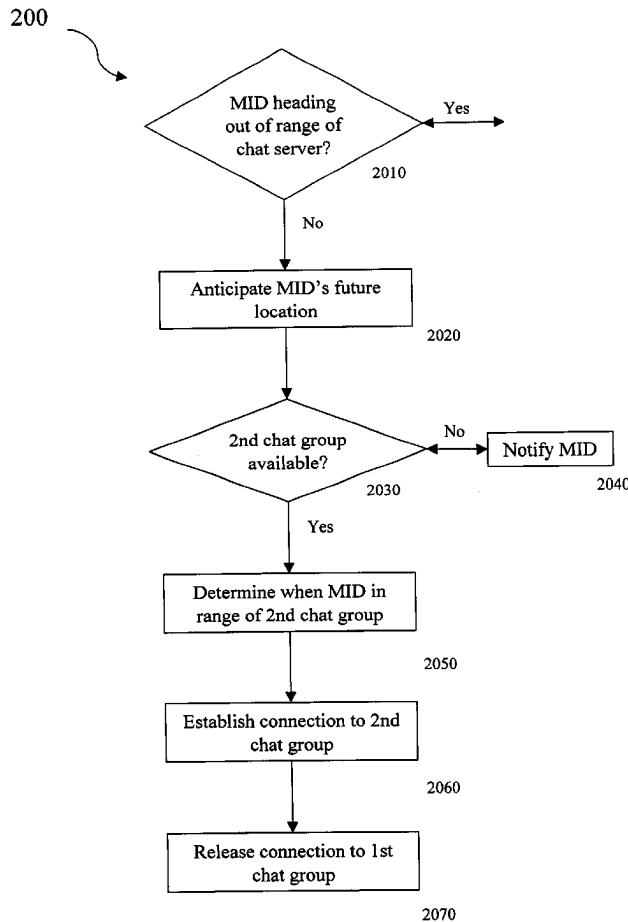 200
MID heading
out of range of
chat server?
Yes
2010
No
Anticipate MID's future
location
2020
2nd chat group
available?
No
Notify MID
2030
2040
Yes
Determine when MID in
range of 2nd chat group
2050
Establish connection to 2nd
chat group
2060
Release connection to 1st
chat group
2070